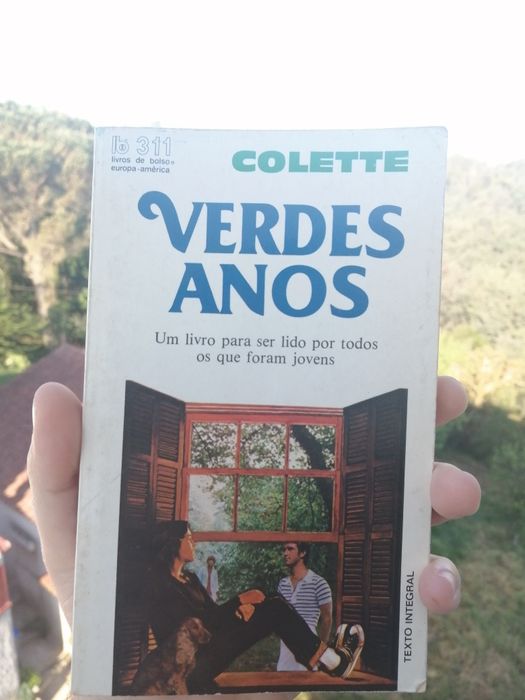 lb 311
livros de bolso
europa-américa
COLETTE
VERDES
ANOS
Um livro para ser lido por todos
os que foram jovens
TEXTO INTEGRAL